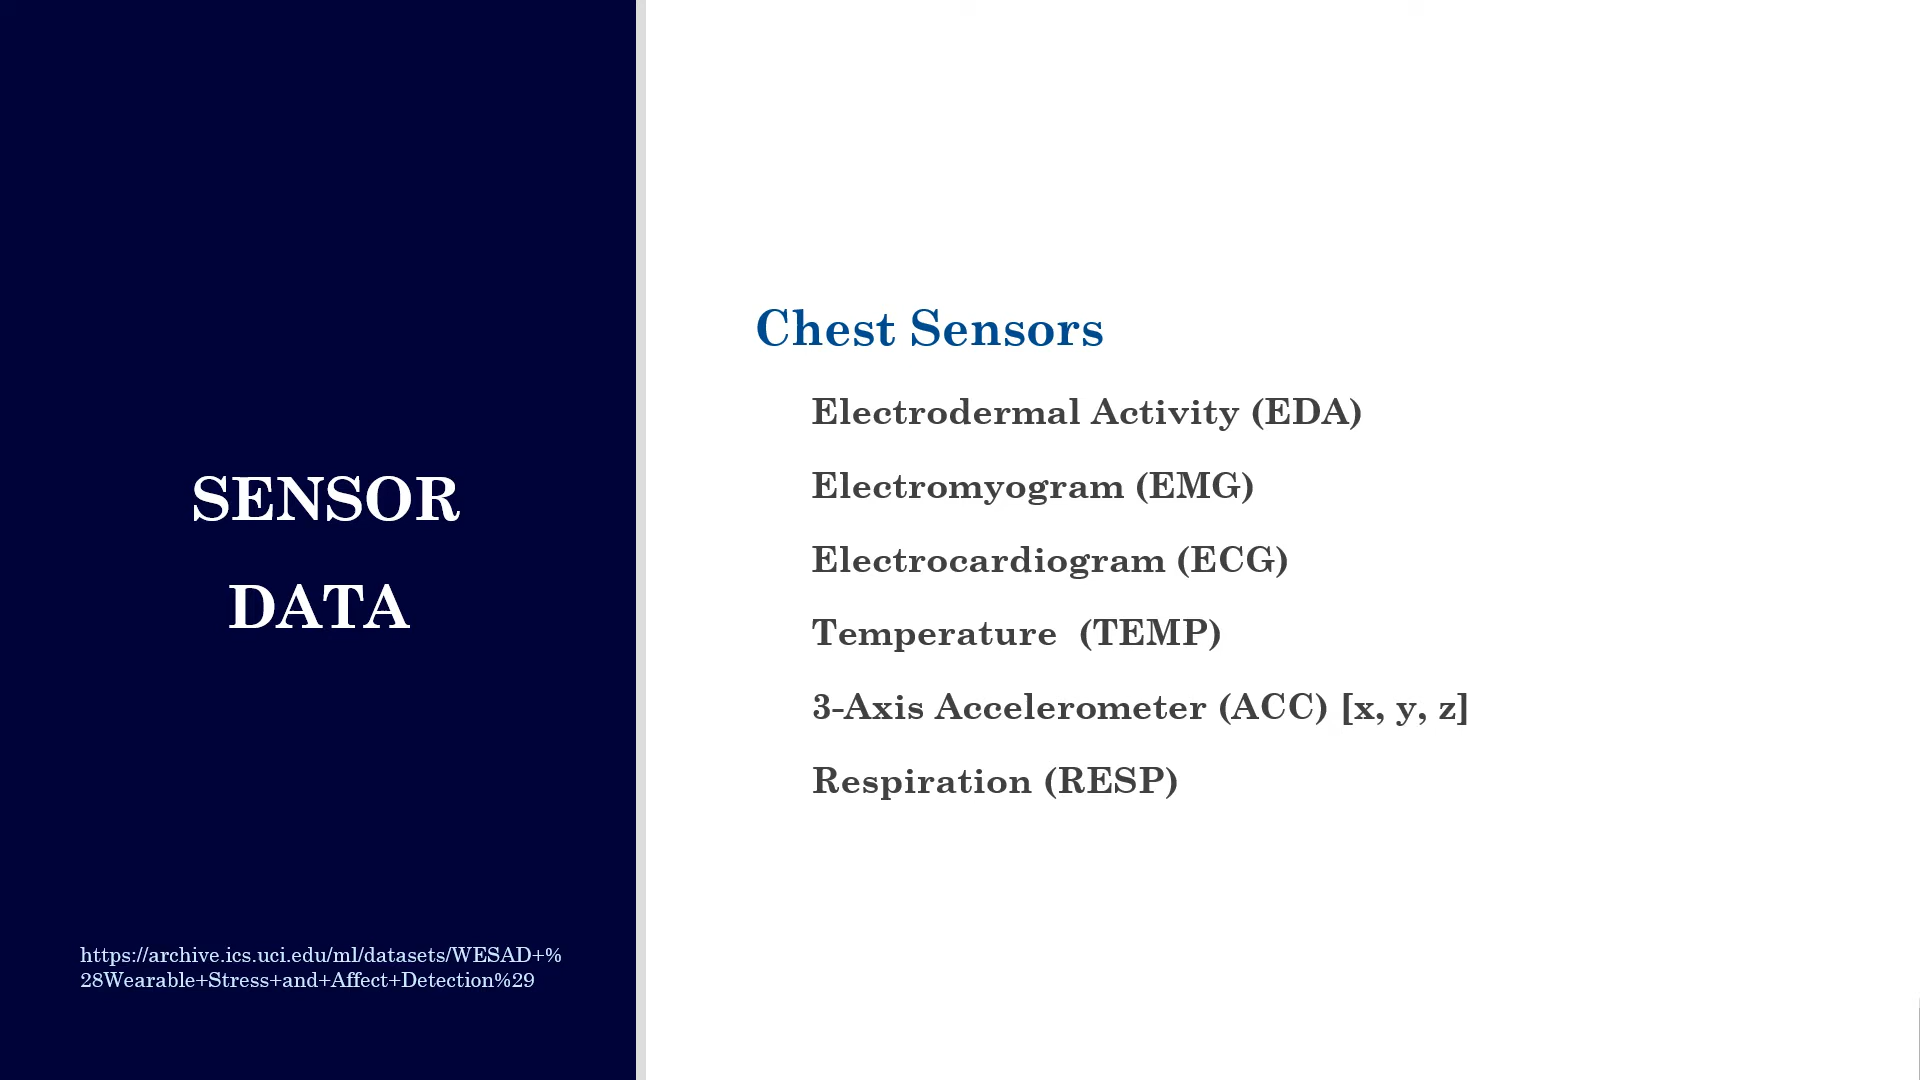 SENSOR
DATA
https://archive.ics.uci.edu/ml/datasets/WESAD+%
28Wearable+Stress+and+Affect+Detection%29
Chest Sensors
Electrodermal Activity (EDA)
Electromyogram (EMG)
Electrocardiogram (ECG)
Temperature  (TEMP)
3-Axis Accelerometer (ACC) [x, y, z]
Respiration (RESP)